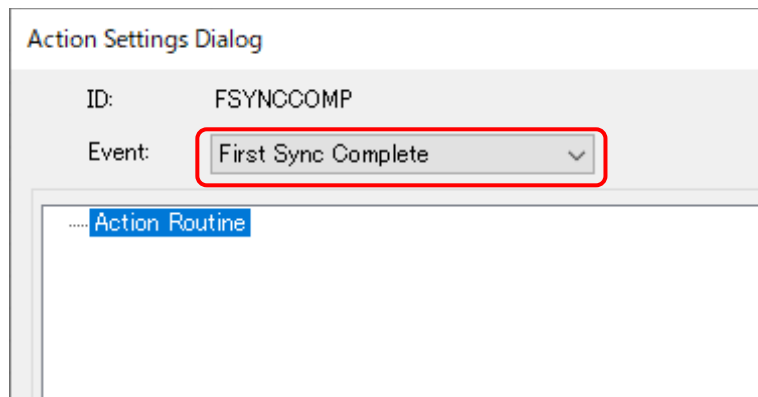 Action Settings Dialog
ID: FSYNCCOMP
Event: First Sync Complete
Action Routine